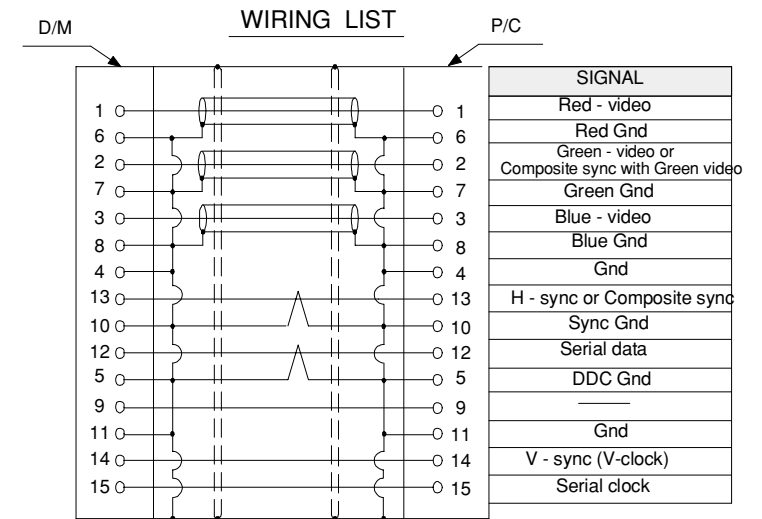 WIRING LIST
D/M
P/C
SIGNAL
1 1 Red - video
6 6 Red Gnd
2 2 Green - video or
Composite sync with Green video
7 7 Green Gnd
3 3 Blue - video
8 8 Blue Gnd
4 4 Gnd
13 13 H - sync or Composite sync
10 10 Sync Gnd
12 12 Serial data
5 5 DDC Gnd
9 9
11 11 Gnd
14 14 V - sync (V-clock)
15 15 Serial clock